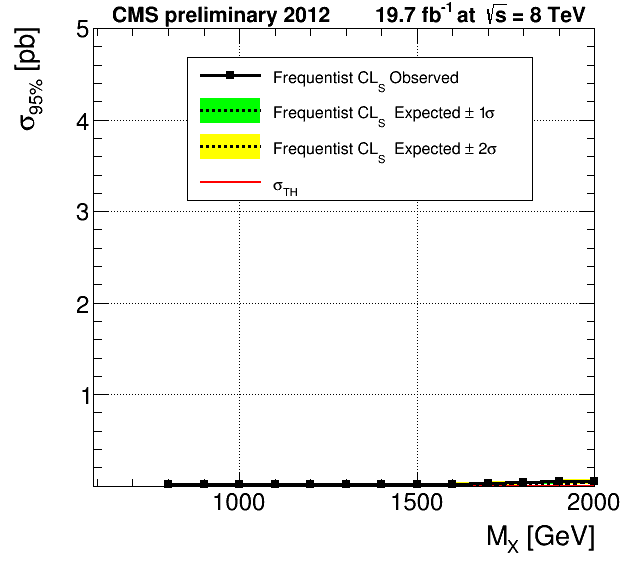 CMS preliminary 2012 19.7 fb⁻¹ at √s = 8 TeV
σ95% [pb]
5
4
3
2
1
Frequentist CLS Observed
Frequentist CLS Expected ± 1σ
Frequentist CLS Expected ± 2σ
σTH
1000 1500 2000
MX [GeV]